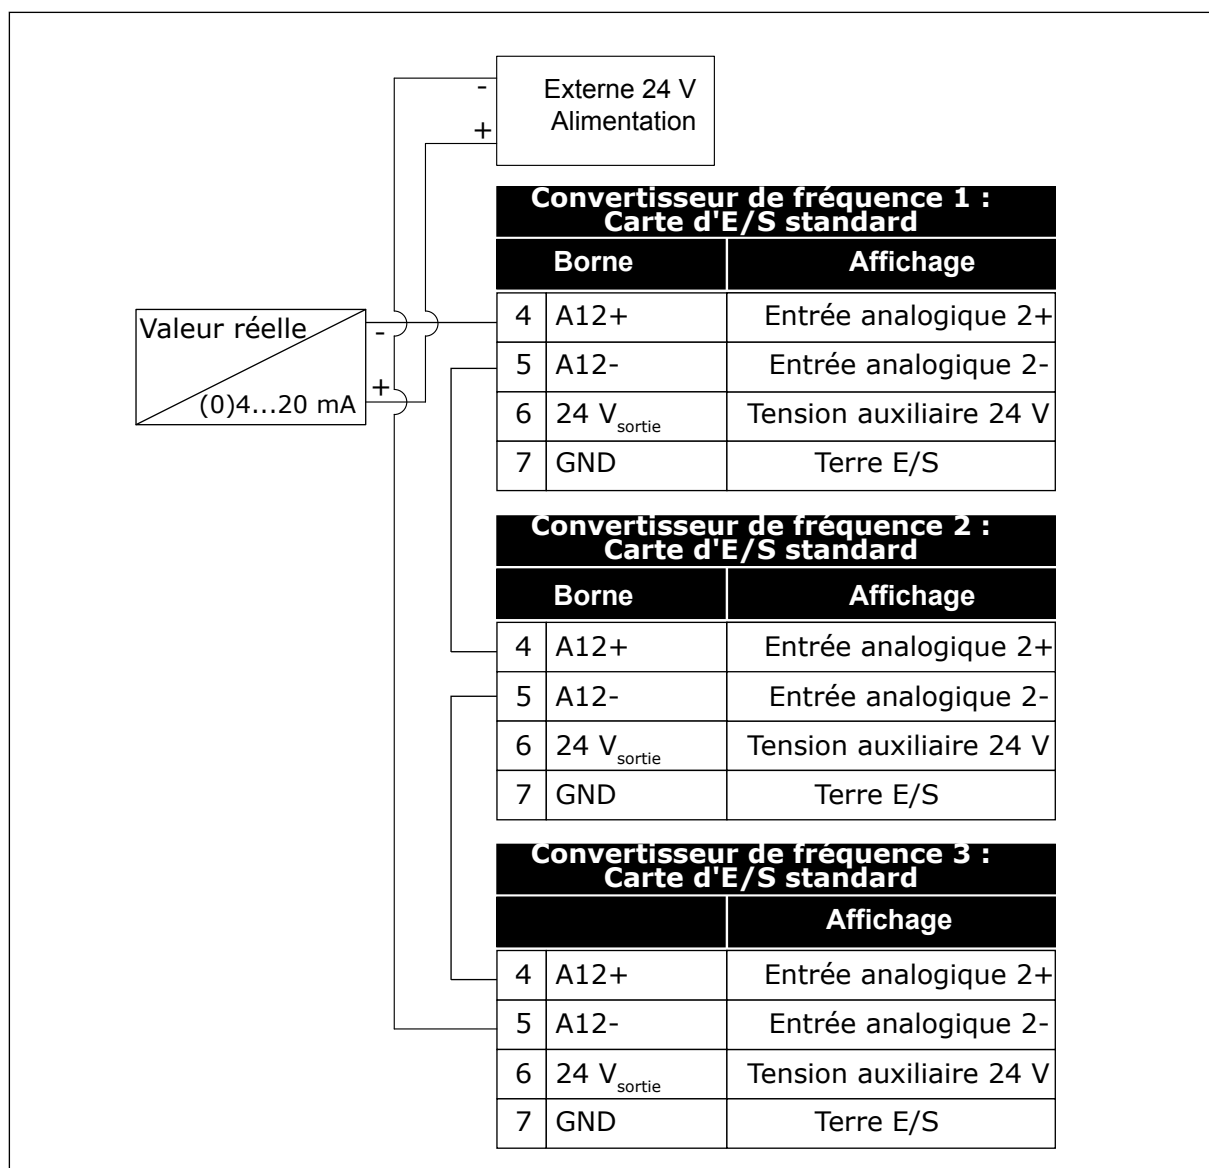 -
Externe 24 V
Alimentation
+
Convertisseur de fréquence 1 :
Carte d'E/S standard
Borne Affichage
Valeur réelle
-
+
(0)4...20 mA
4 A12+ Entrée analogique 2+
5 A12- Entrée analogique 2-
6 24 Vsortie Tension auxiliaire 24 V
7 GND Terre E/S
Convertisseur de fréquence 2 :
Carte d'E/S standard
Borne Affichage
4 A12+ Entrée analogique 2+
5 A12- Entrée analogique 2-
6 24 Vsortie Tension auxiliaire 24 V
7 GND Terre E/S
Convertisseur de fréquence 3 :
Carte d'E/S standard
Affichage
4 A12+ Entrée analogique 2+
5 A12- Entrée analogique 2-
6 24 Vsortie Tension auxiliaire 24 V
7 GND Terre E/S